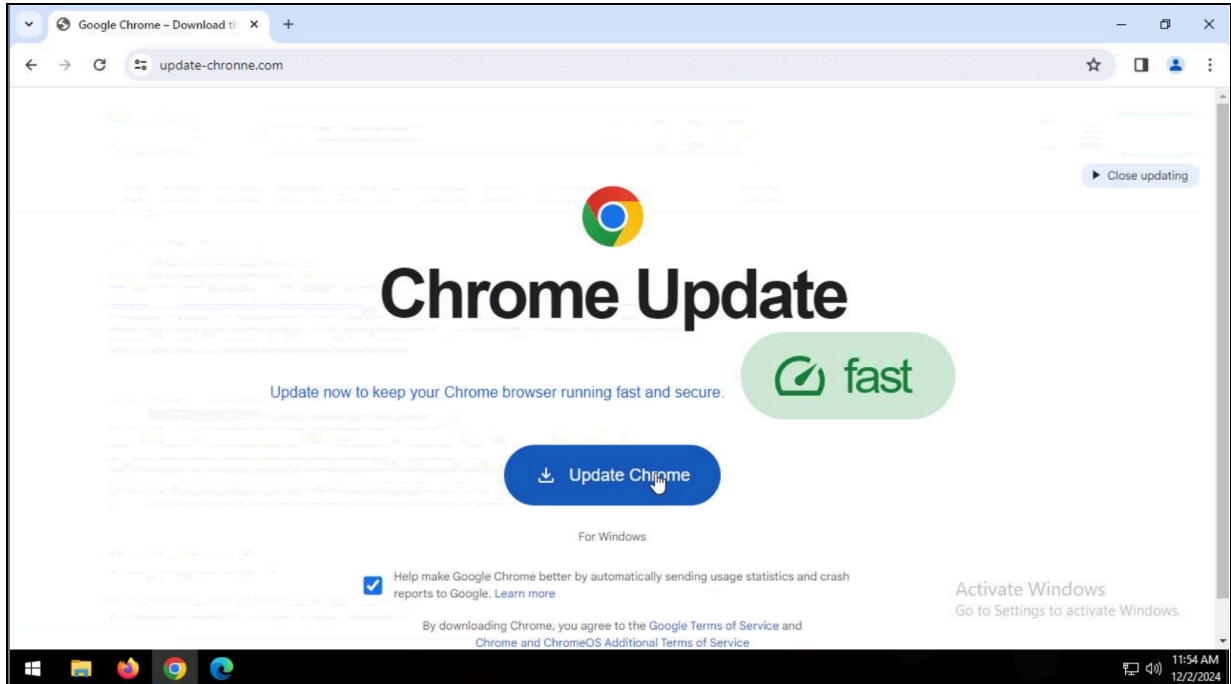 Google Chrome – Download th
update-chronne.com
Close updating
Chrome Update
fast
Update now to keep your Chrome browser running fast and secure.
Update Chrome
For Windows
Help make Google Chrome better by automatically sending usage statistics and crash
reports to Google. Learn more
Activate Windows
Go to Settings to activate Windows.
By downloading Chrome, you agree to the Google Terms of Service and
Chrome and ChromeOS Additional Terms of Service
11:54 AM
12/2/2024